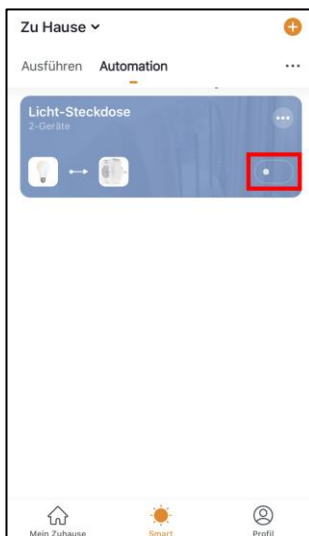 Zu Hause
Ausführen Automation
Licht-Steckdose
2-Geräte
Mein Zuhause Smart Profil